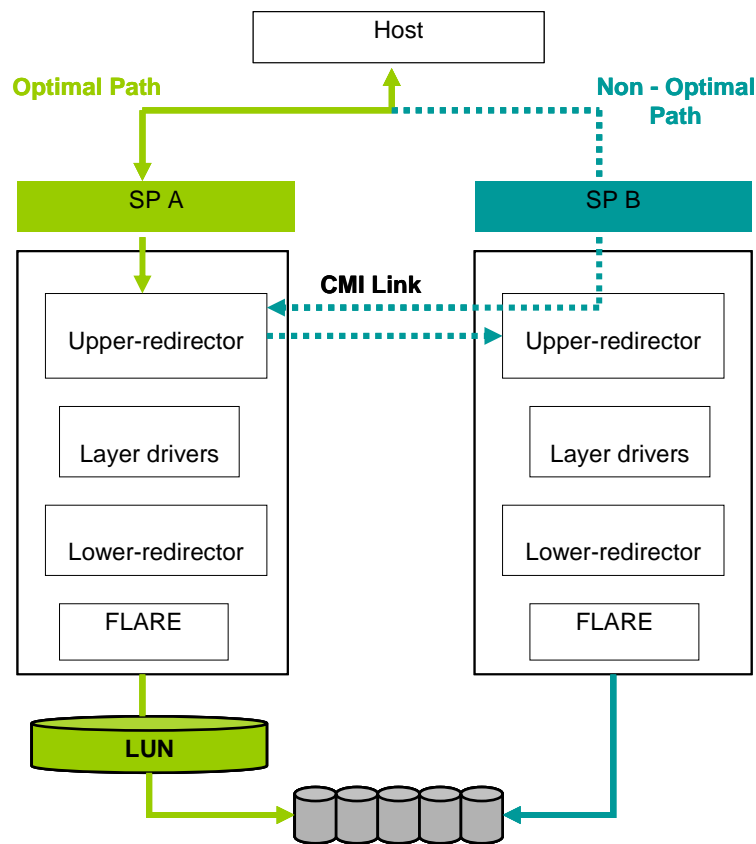 Host
Optimal Path
Non - Optimal
Path
SP A
SP B
CMI Link
Upper-redirector
Upper-redirector
Layer drivers
Layer drivers
Lower-redirector
Lower-redirector
FLARE
FLARE
LUN